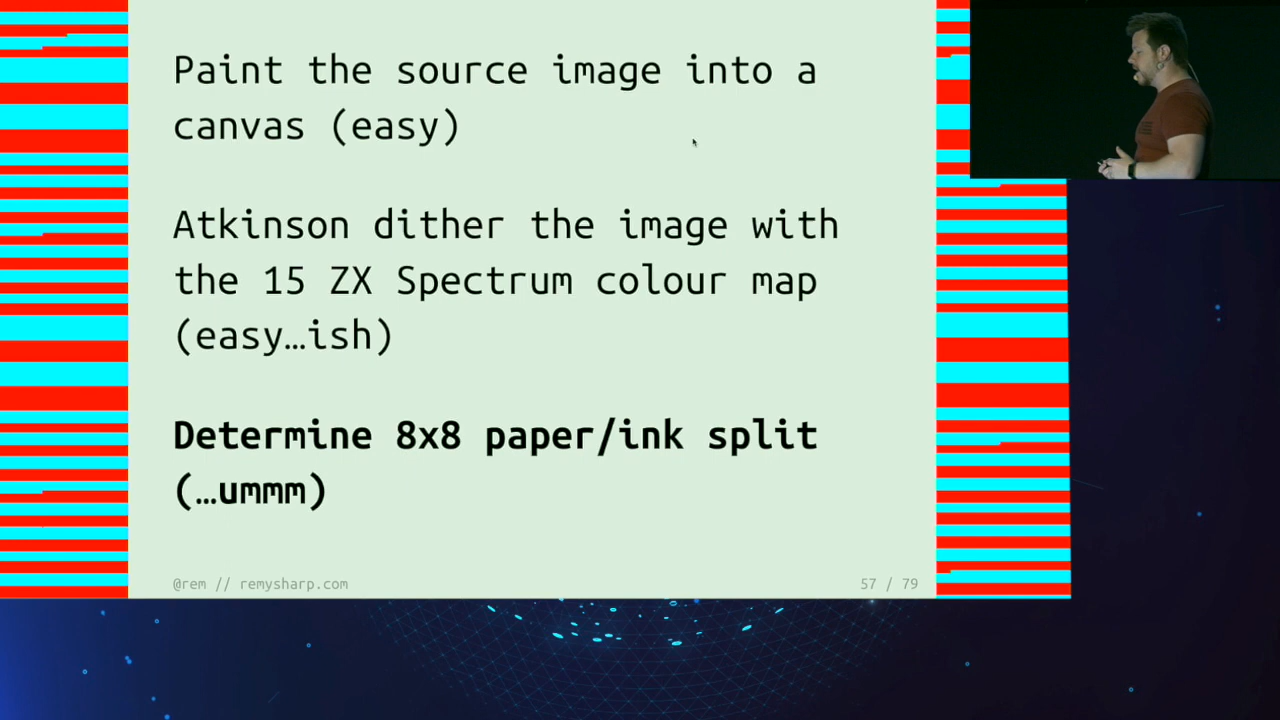 Paint the source image into a
canvas (easy)
Atkinson dither the image with
the 15 ZX Spectrum colour map
(easy…ish)
Determine 8x8 paper/ink split
(…ummm)
@rem // remysharp.com
57 / 79